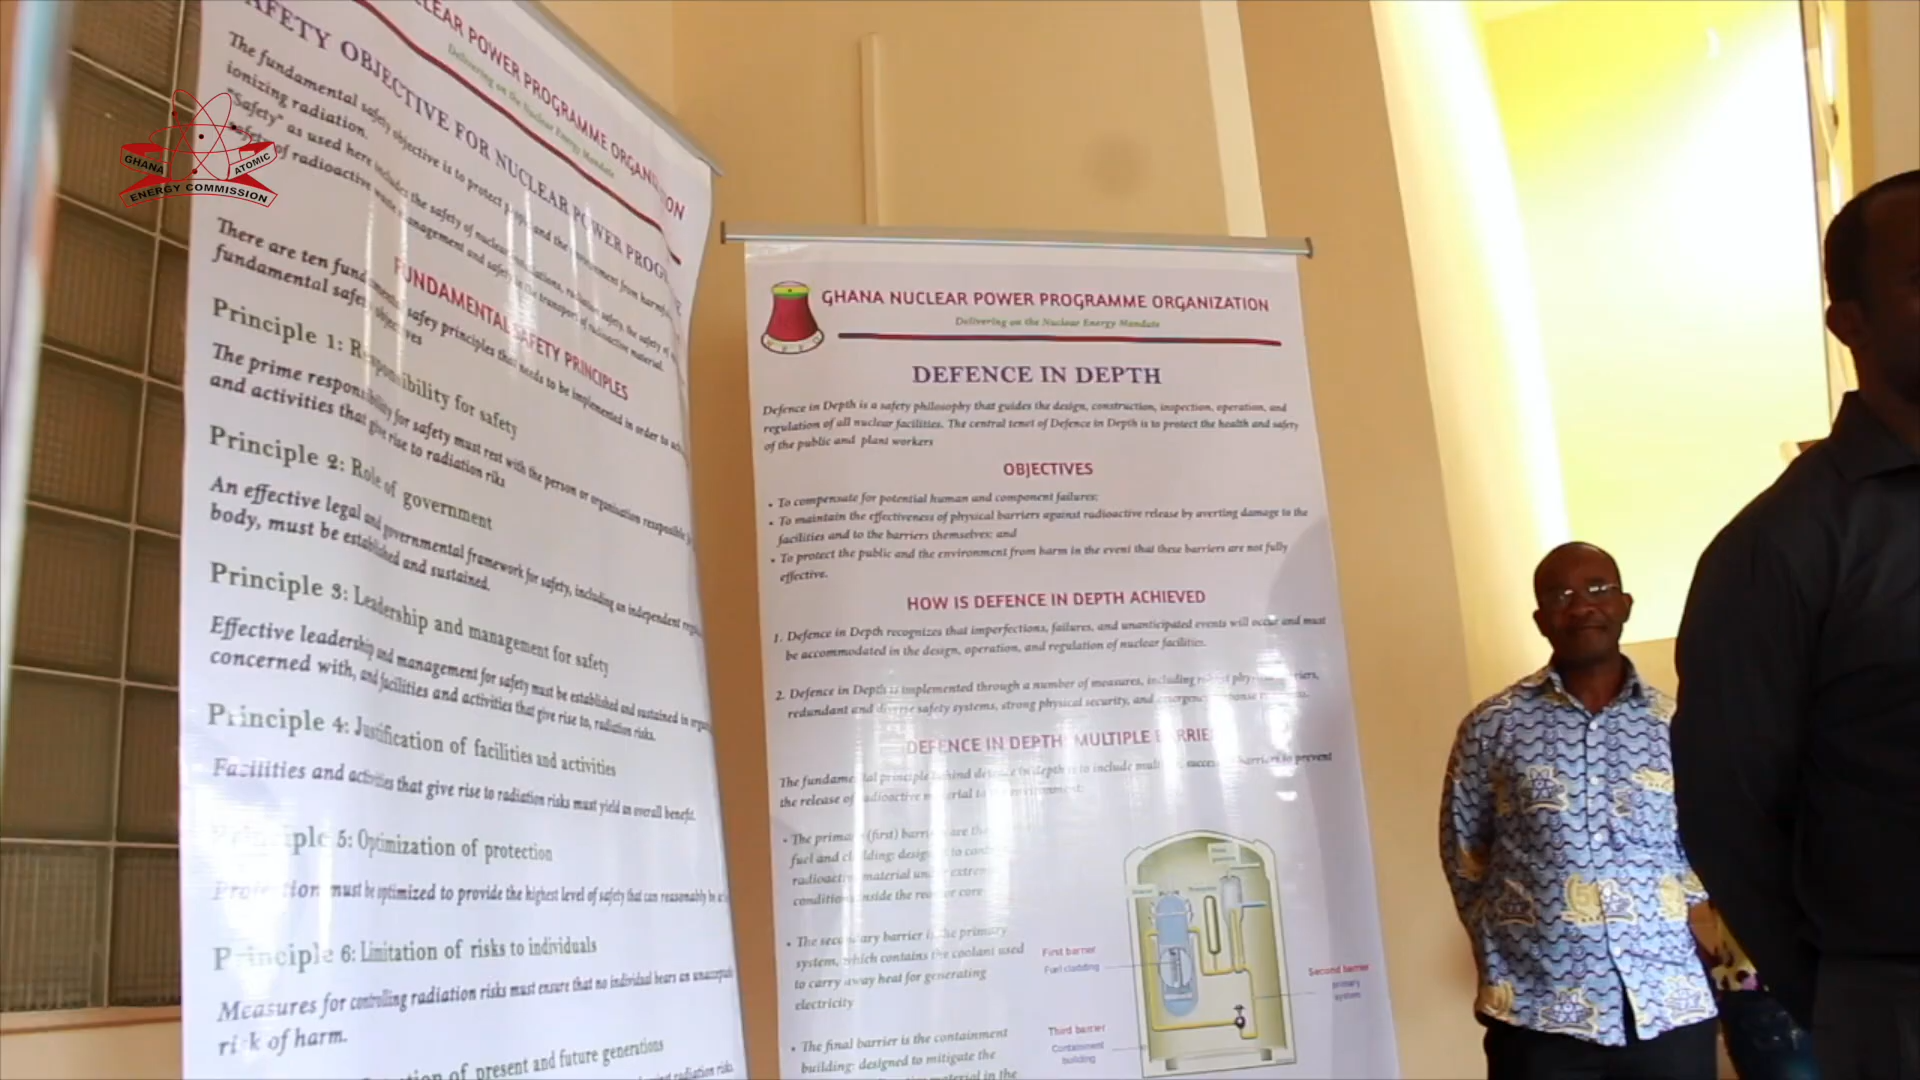 GHANA ATOMIC
ENERGY COMMISSION
NUCLEAR POWER PROGRAMME ORGANIZATION
Delivering on the Nuclear Energy Mandate
SAFETY OBJECTIVE FOR NUCLEAR POWER
The fundamental safety objective is to protect people and the environment from harmful
ionizing radiation.
"Safety" as used here includes the safety of nuclear installations, radiation safety, the safety of
safety of radioactive waste management and safety in the transport of radioactive material.
FUNDAMENTAL SAFETY PRINCIPLES
There are ten fundamental safey principles that needs to be implemented in order to
fundamental safety objectives
Principle 1: Responsibility for safety
The prime responsibility for safety must rest with the person or organisation responsible
and activities that give rise to radiation riks
Principle 2: Role of government
An effective legal and governmental framework for safety, including an independent
body, must be established and sustained.
Principle 3: Leadership and management for safety
Effective leadership and management for safety must be established and sustained in
concerned with, and facilities and activities that give rise to, radiation risks.
Principle 4: Justification of facilities and activities
Facilities and activities that give rise to radiation risks must yield an overall benefit.
Principle 5: Optimization of protection
Protection must be optimized to provide the highest level of safety that can reasonably be
Principle 6: Limitation of risks to individuals
Measures for controlling radiation risks must ensure that no individual bears an
risk of harm.
of present and future generations
radiation risks.
GHANA NUCLEAR POWER PROGRAMME ORGANIZATION
Delivering on the Nuclear Energy Mandate
DEFENCE IN DEPTH
Defence in Depth is a safety philosophy that guides the design, construction, inspection, operation, and
regulation of all nuclear facilities. The central tenet of Defence in Depth is to protect the health and safety
of the public and plant workers
OBJECTIVES
• To compensate for potential human and component failures;
• To maintain the effectiveness of physical barriers against radioactive release by averting damage to the
facilities and to the barriers themselves; and
• To protect the public and the environment from harm in the event that these barriers are not fully
effective.
HOW IS DEFENCE IN DEPTH ACHIEVED
1. Defence in Depth recognizes that imperfections, failures, and unanticipated events will occur and must
be accommodated in the design, operation, and regulation of nuclear facilities.
2. Defence in Depth is implemented through a number of measures, including robust physical barriers,
redundant and diverse safety systems, strong physical security, and emergency response
DEFENCE IN DEPTH: MULTIPLE BARRIE
The fundamental principle behind defence in depth is to include multiple, successive barriers to prevent
the release of radioactive material to the environment:
• The primary (first) barrier are the
fuel and cladding: designed to
radioactive material under
conditions inside the reactor core
• The secondary barrier is the primary
system, which contains the coolant used
to carry away heat for generating
electricity
• The final barrier is the containment
building: designed to mitigate the
material in the
First barrier
Fuel cladding
Second barrier
primary
system
Third barrier
Containment
building